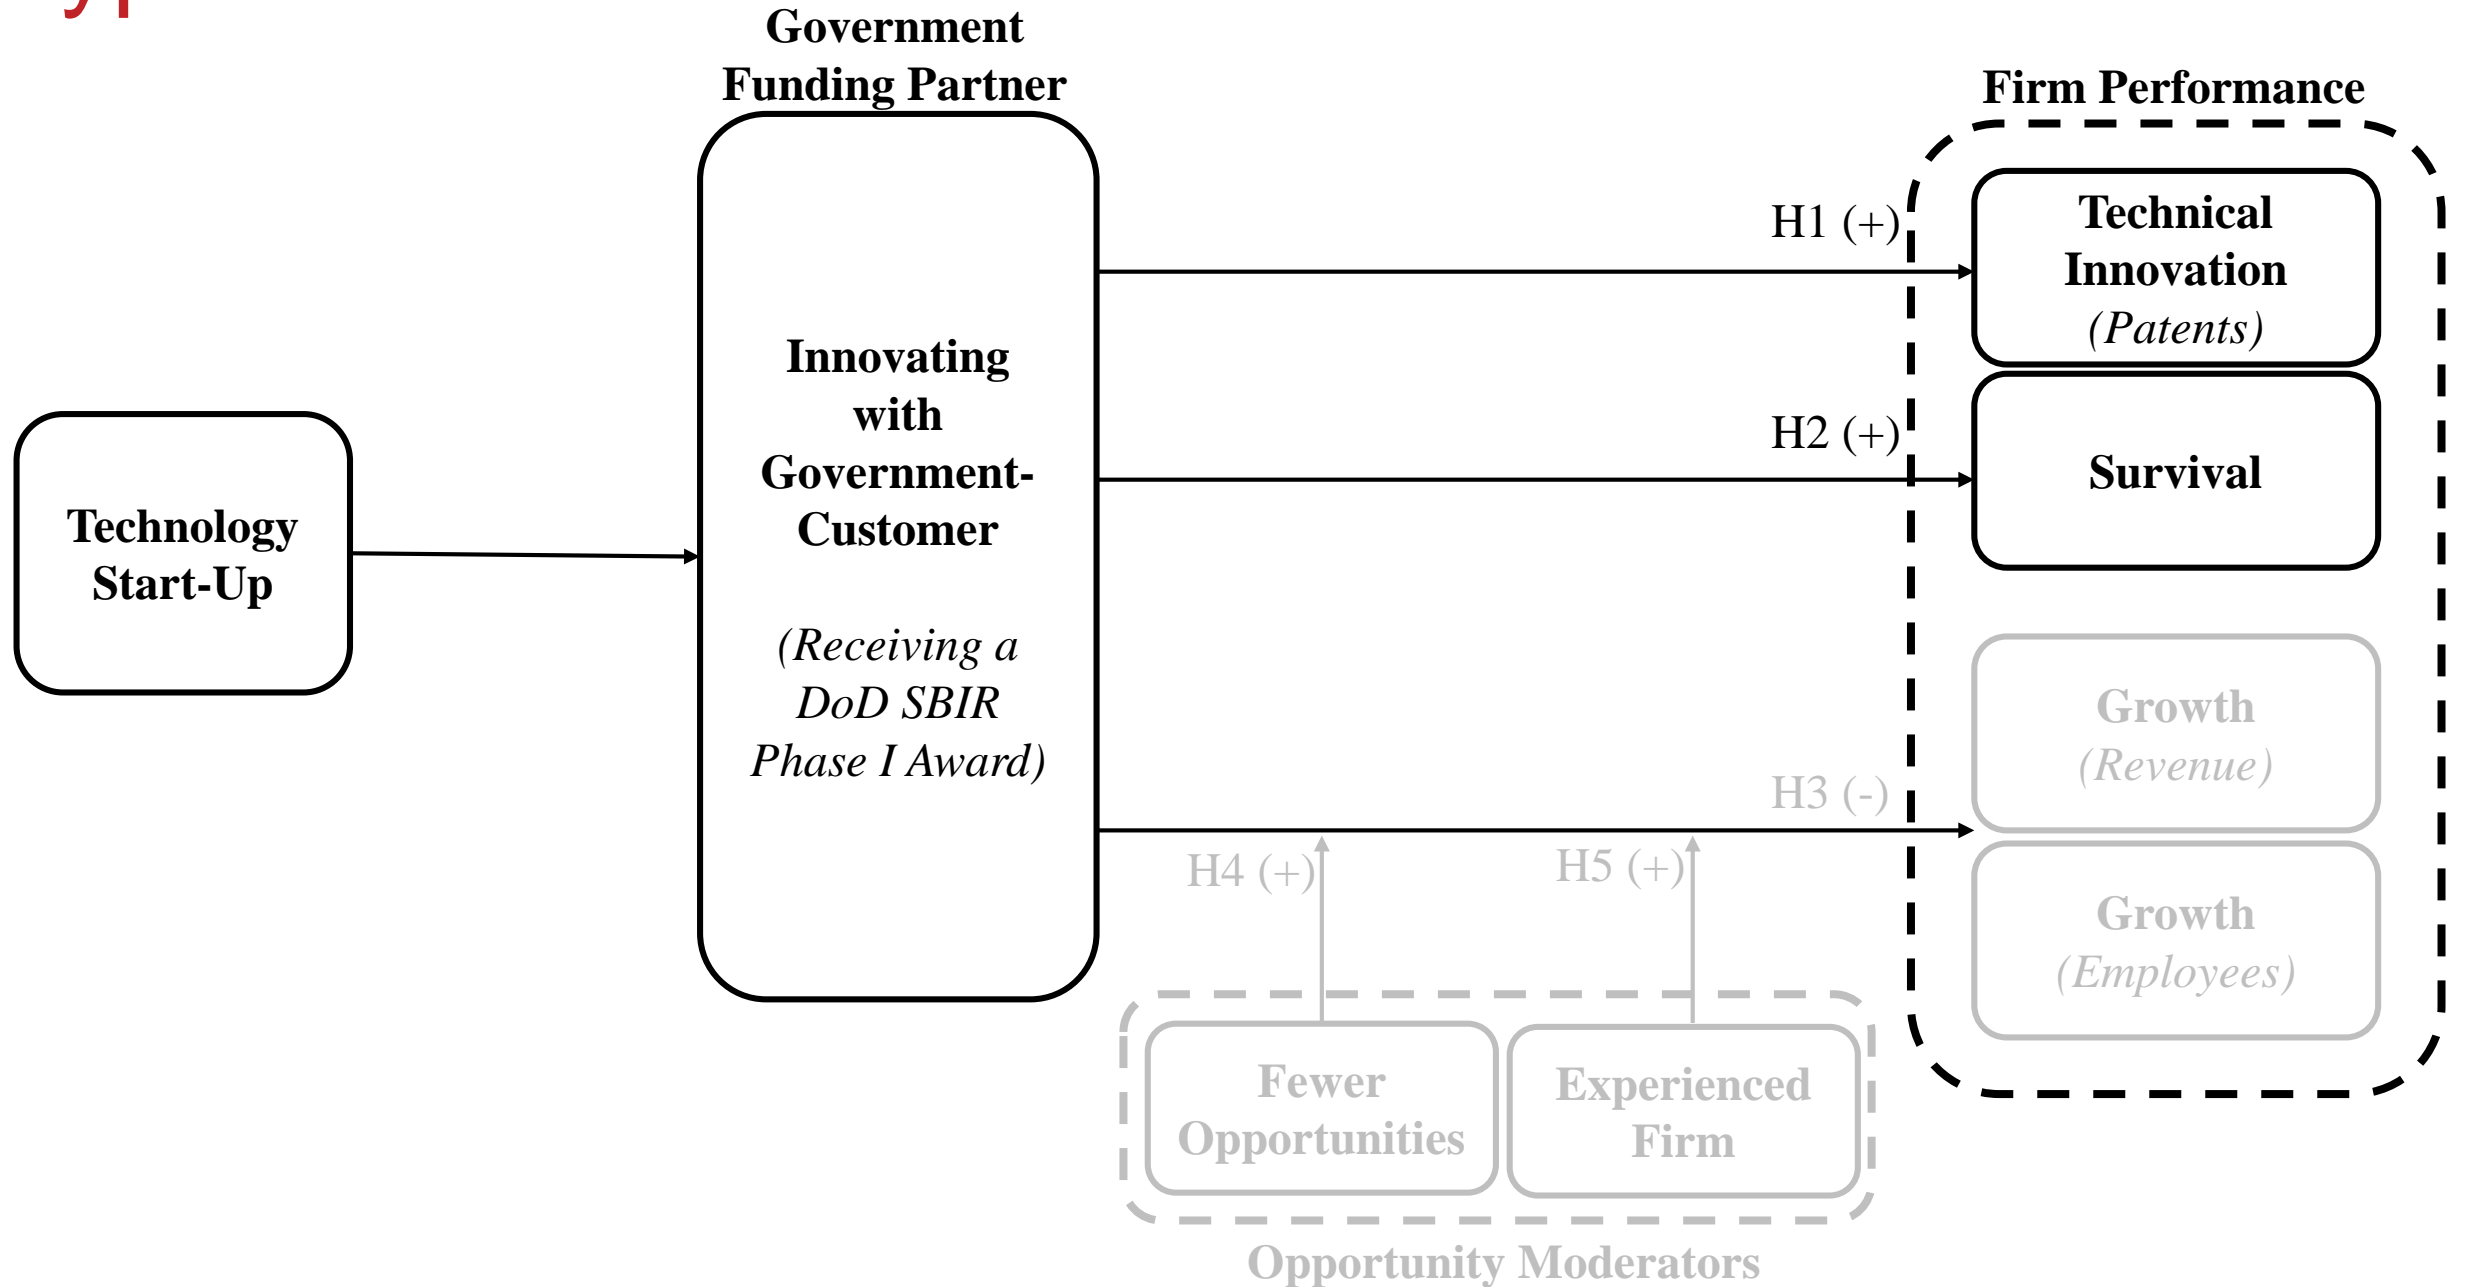 Government
Funding Partner
Firm Performance
Technology
Start-Up
Innovating
with
Government-
Customer
(Receiving a
DoD SBIR
Phase I Award)
H1 (+)
Technical
Innovation
(Patents)
H2 (+)
Survival
H3 (-)
Growth
(Revenue)
Growth
(Employees)
H4 (+)
H5 (+)
Fewer
Opportunities
Experienced
Firm
Opportunity Moderators